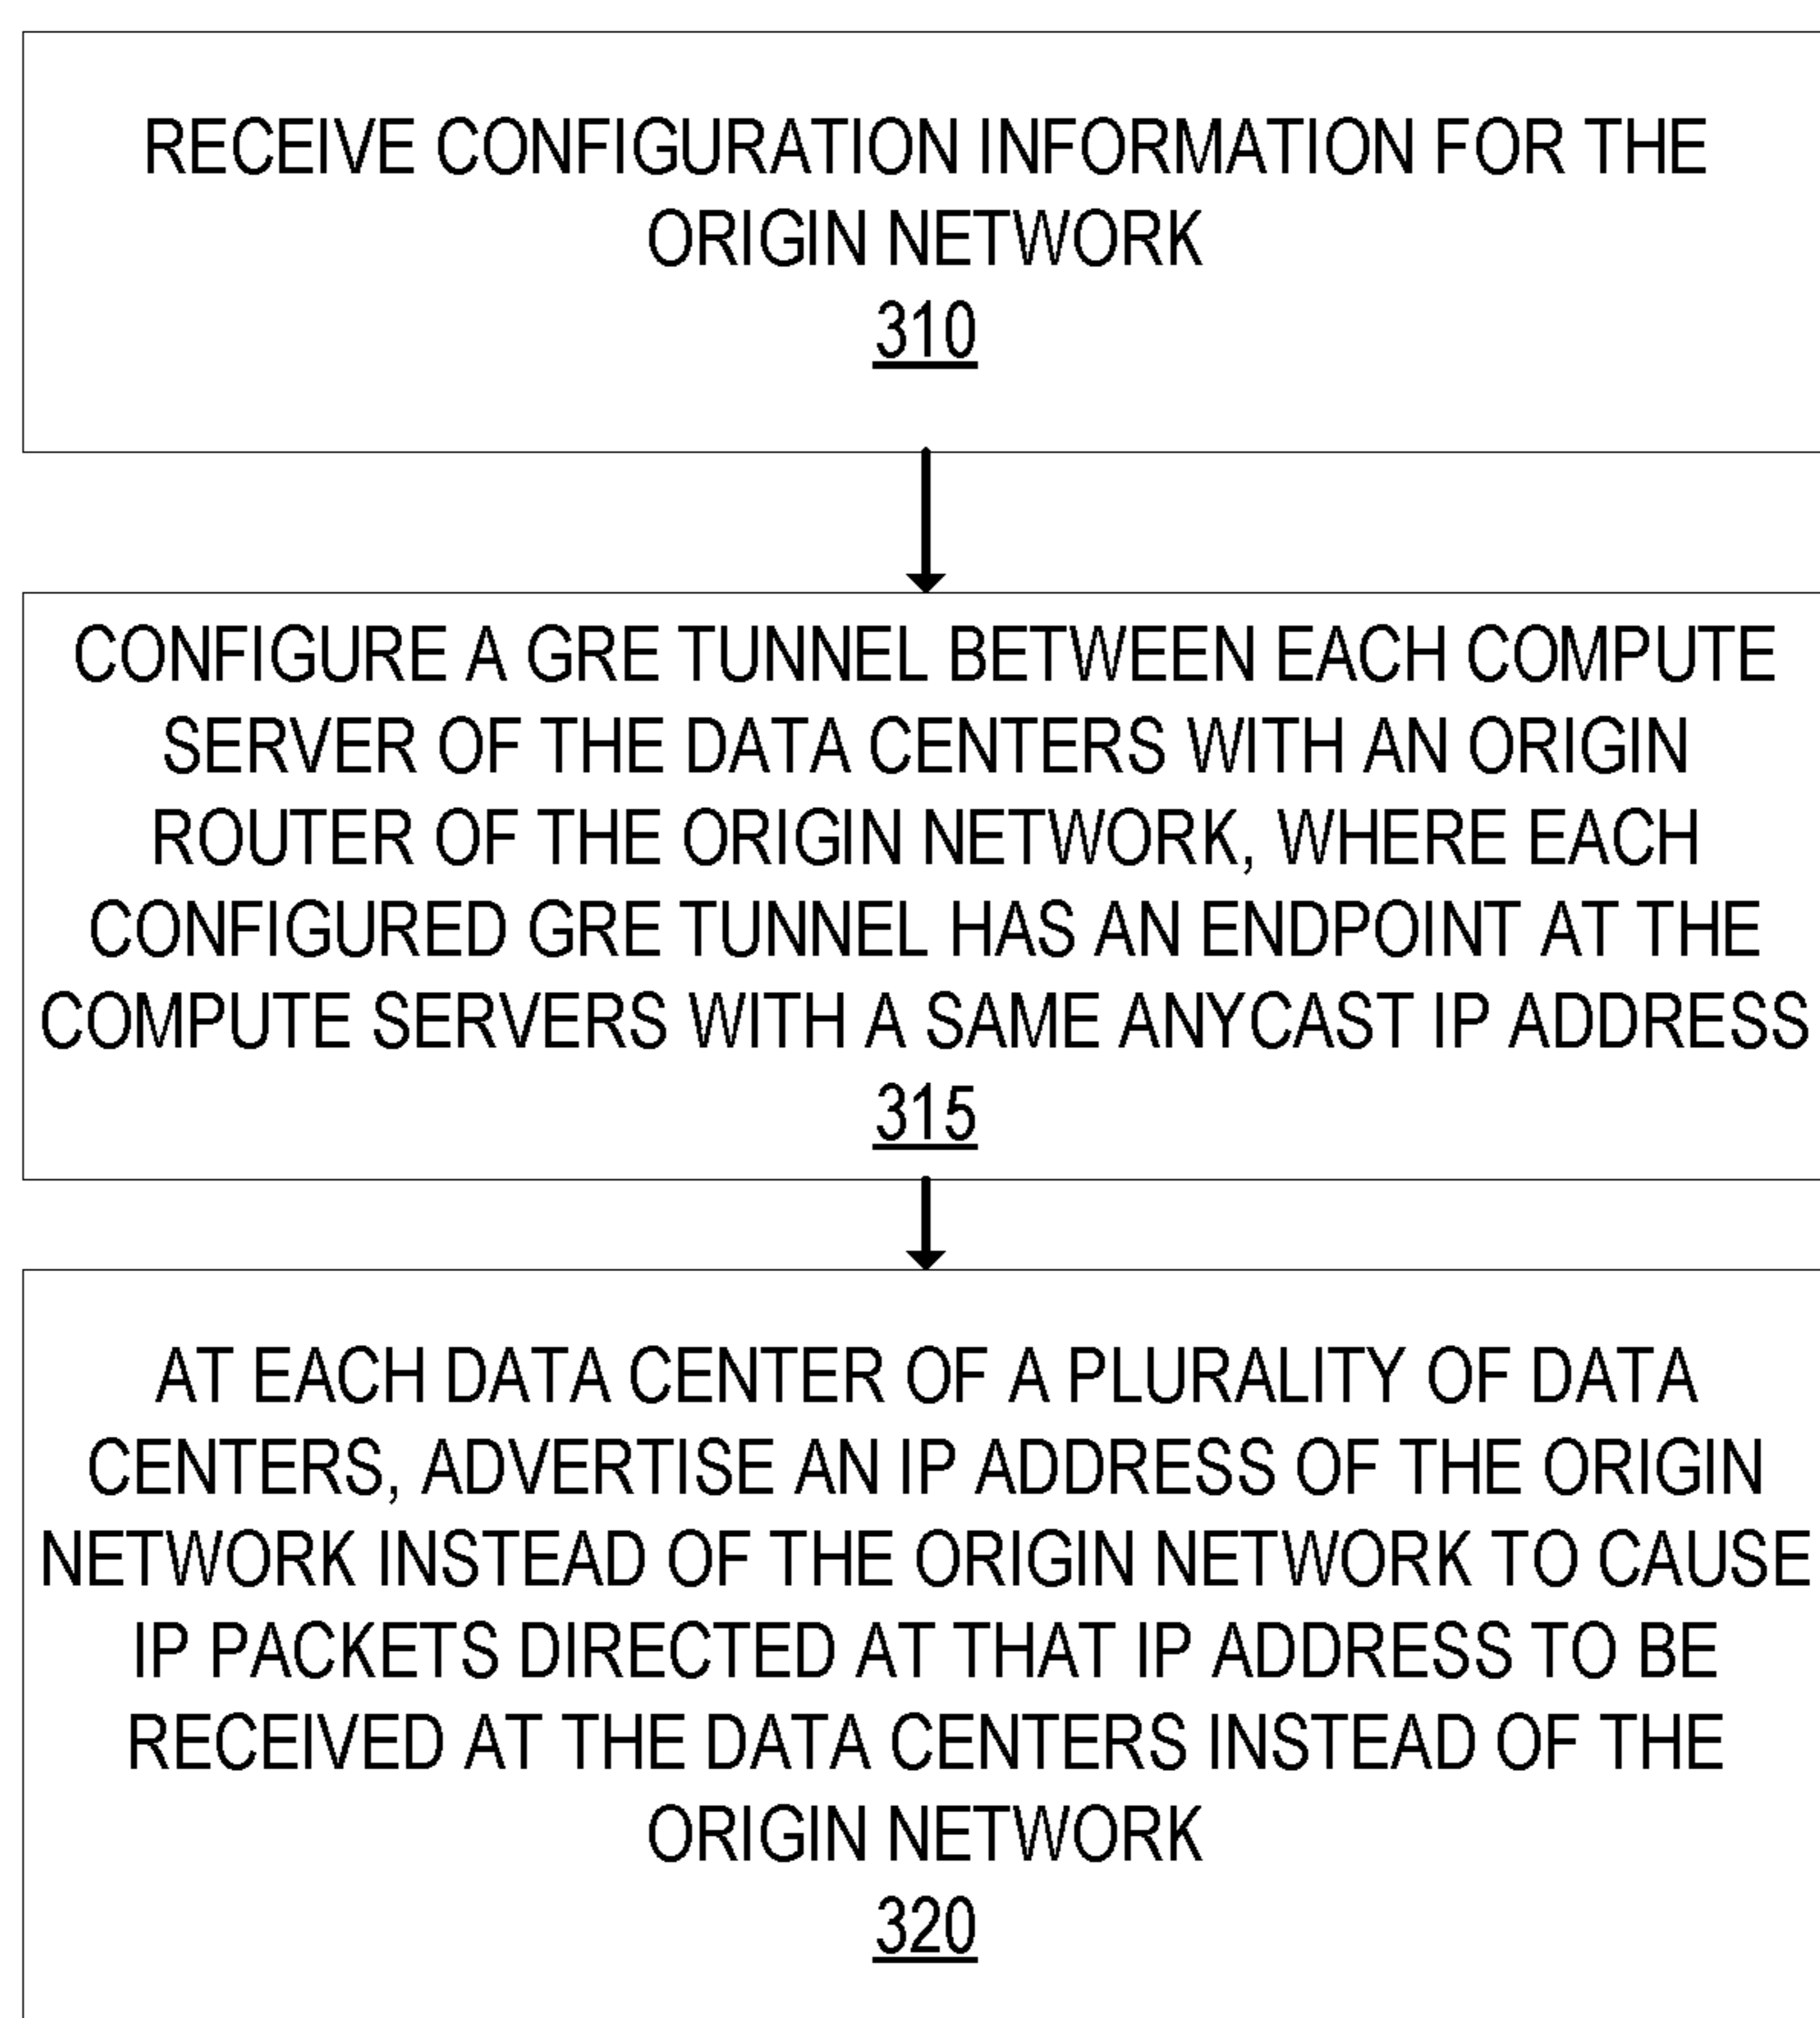 RECEIVE CONFIGURATION INFORMATION FOR THE
ORIGIN NETWORK
310
CONFIGURE A GRE TUNNEL BETWEEN EACH COMPUTE
SERVER OF THE DATA CENTERS WITH AN ORIGIN
ROUTER OF THE ORIGIN NETWORK, WHERE EACH
CONFIGURED GRE TUNNEL HAS AN ENDPOINT AT THE
COMPUTE SERVERS WITH A SAME ANYCAST IP ADDRESS
315
AT EACH DATA CENTER OF A PLURALITY OF DATA
CENTERS, ADVERTISE AN IP ADDRESS OF THE ORIGIN
NETWORK INSTEAD OF THE ORIGIN NETWORK TO CAUSE
IP PACKETS DIRECTED AT THAT IP ADDRESS TO BE
RECEIVED AT THE DATA CENTERS INSTEAD OF THE
ORIGIN NETWORK
320